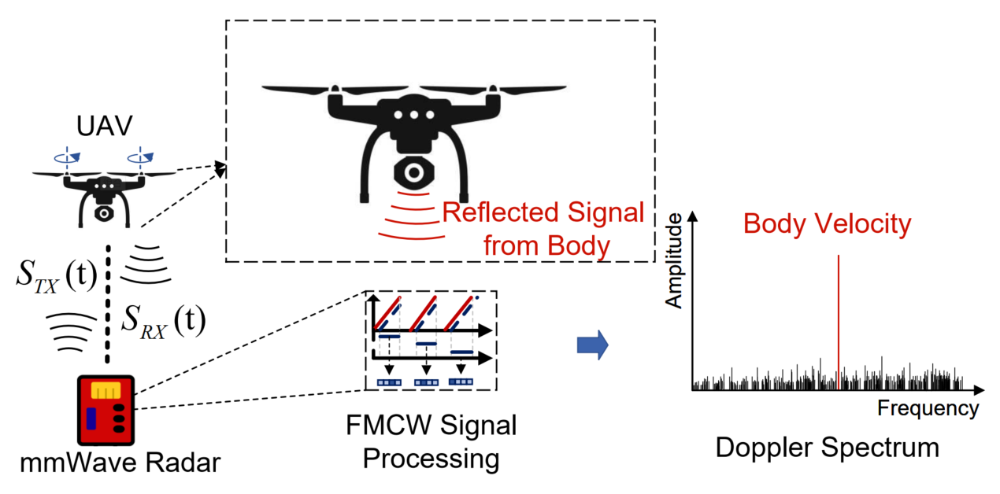 UAV
Reflected Signal
from Body
S_TX (t)
S_RX (t)
mmWave Radar
FMCW Signal
Processing
Body Velocity
Amplitude
Frequency
Doppler Spectrum